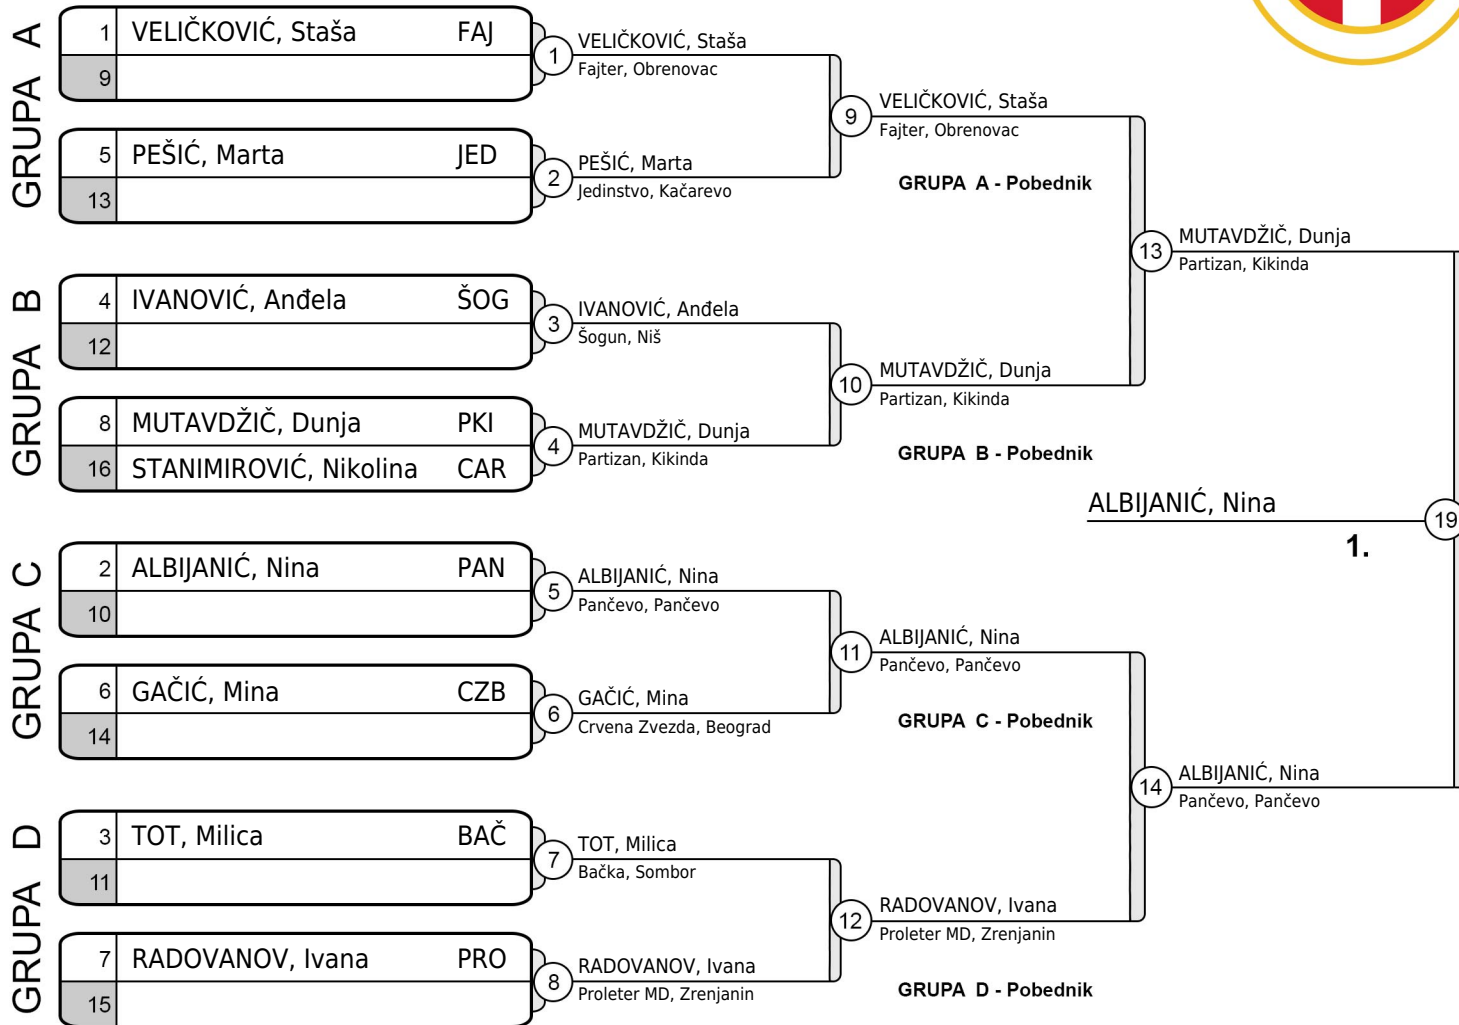 GRUPA A
1 VELIČKOVIĆ, Staša FAJ
9
5 PEŠIĆ, Marta JED
13
GRUPA B
4 IVANOVIĆ, Anđela ŠOG
12
8 MUTAVDŽIČ, Dunja PKI
16 STANIMIROVIĆ, Nikolina CAR
GRUPA C
2 ALBIJANIĆ, Nina PAN
10
6 GAČIĆ, Mina CZB
14
GRUPA D
3 TOT, Milica BAČ
11
7 RADOVANOV, Ivana PRO
15
1 VELIČKOVIĆ, Staša
Fajter, Obrenovac
2 PEŠIĆ, Marta
Jedinstvo, Kačarevo
3 IVANOVIĆ, Anđela
Šogun, Niš
4 MUTAVDŽIČ, Dunja
Partizan, Kikinda
5 ALBIJANIĆ, Nina
Pančevo, Pančevo
6 GAČIĆ, Mina
Crvena Zvezda, Beograd
7 TOT, Milica
Bačka, Sombor
8 RADOVANOV, Ivana
Proleter MD, Zrenjanin
9 VELIČKOVIĆ, Staša
Fajter, Obrenovac
GRUPA A - Pobednik
10 MUTAVDŽIČ, Dunja
Partizan, Kikinda
GRUPA B - Pobednik
11 ALBIJANIĆ, Nina
Pančevo, Pančevo
GRUPA C - Pobednik
12 RADOVANOV, Ivana
Proleter MD, Zrenjanin
GRUPA D - Pobednik
13 MUTAVDŽIČ, Dunja
Partizan, Kikinda
14 ALBIJANIĆ, Nina
Pančevo, Pančevo
ALBIJANIĆ, Nina 19
1.